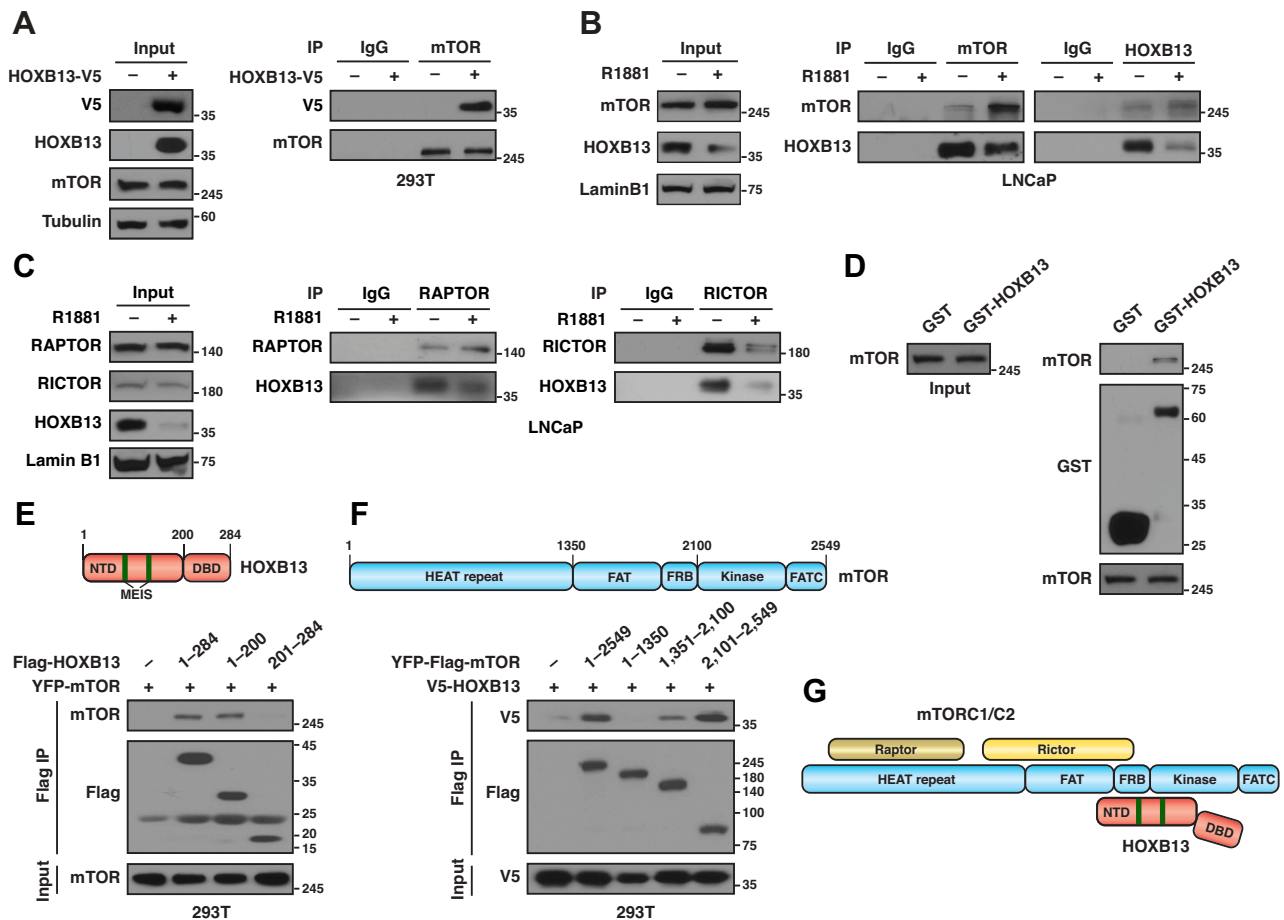 A
Input
HOXB13-V5 – +
V5
35
HOXB13
35
mTOR
245
Tubulin
60
IP IgG mTOR
HOXB13-V5 – + – +
V5
35
mTOR
245
293T
B
Input
R1881 – +
mTOR
245
HOXB13
35
LaminB1
75
IP IgG mTOR IgG HOXB13
R1881 – + – + – + – +
mTOR
245
HOXB13
35
LNCaP
C
Input
R1881 – +
RAPTOR
140
RICTOR
180
HOXB13
35
Lamin B1
75
IP IgG RAPTOR
R1881 – + – +
RAPTOR
140
HOXB13
35
IP IgG RICTOR
R1881 – + – +
RICTOR
180
HOXB13
35
LNCaP
D
GST GST-HOXB13
mTOR
245
Input
GST GST-HOXB13
mTOR
245
GST
75
60
45
35
25
mTOR
245
E
1 200 284
NTD DBD HOXB13
MEIS
Flag-HOXB13 – 1–284 1–200 201–284
YFP-mTOR + + + +
Flag IP
mTOR
245
Flag
45
35
25
20
15
Input
mTOR
245
293T
F
1 1350 2100 2549
HEAT repeat FAT FRB Kinase FATC mTOR
YFP-Flag-mTOR – 1–2549 1–1350 1,351–2,100 2,101–2,549
V5-HOXB13 + + + + +
Flag IP
V5
35
Flag
245
180
140
100
75
Input
V5
35
293T
G
mTORC1/C2
Raptor Rictor
HEAT repeat FAT FRB Kinase FATC
NTD DBD
HOXB13